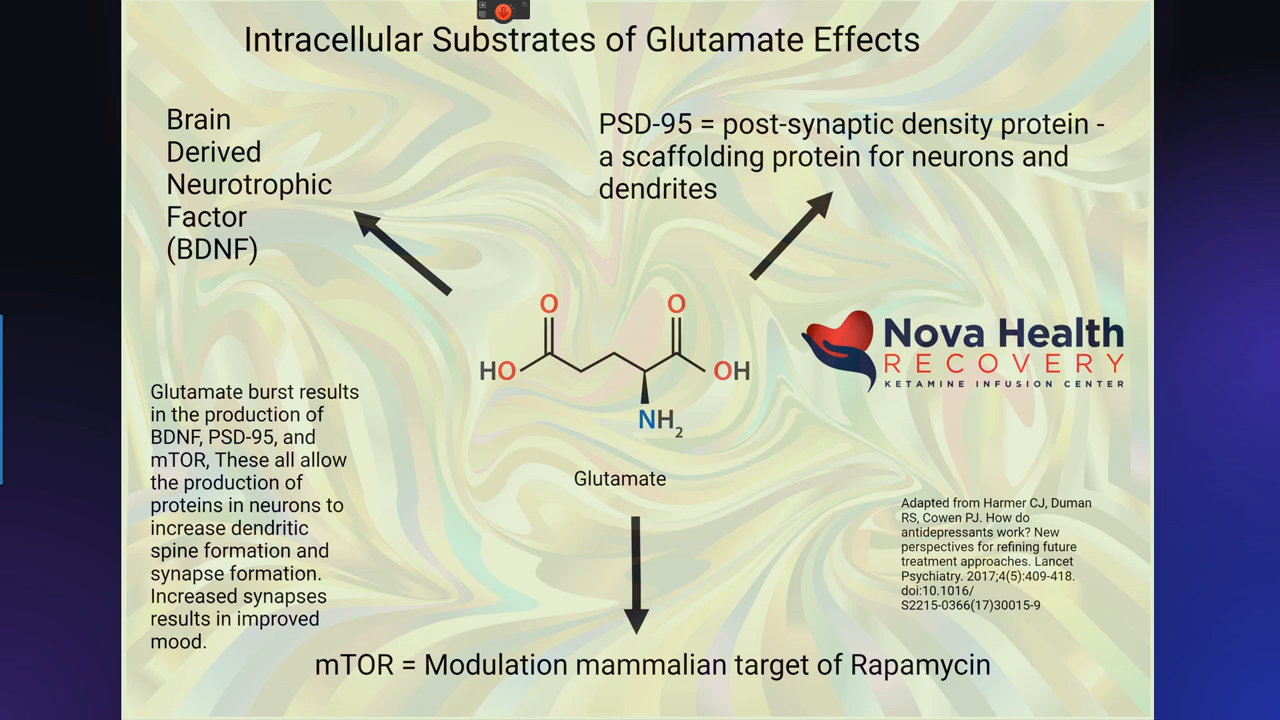 Intracellular Substrates of Glutamate Effects
Brain
Derived
Neurotrophic
Factor
(BDNF)
PSD-95 = post-synaptic density protein -
a scaffolding protein for neurons and
dendrites
O
O
HO
OH
NH2
Glutamate
Nova Health
RECOVERY
KETAMINE INFUSION CENTER
Glutamate burst results
in the production of
BDNF, PSD-95, and
mTOR, These all allow
the production of
proteins in neurons to
increase dendritic
spine formation and
synapse formation.
Increased synapses
results in improved
mood.
Adapted from Harmer CJ, Duman
RS, Cowen PJ. How do
antidepressants work? New
perspectives for refining future
treatment approaches. Lancet
Psychiatry. 2017;4(5):409-418.
doi:10.1016/
S2215-0366(17)30015-9
mTOR = Modulation mammalian target of Rapamycin